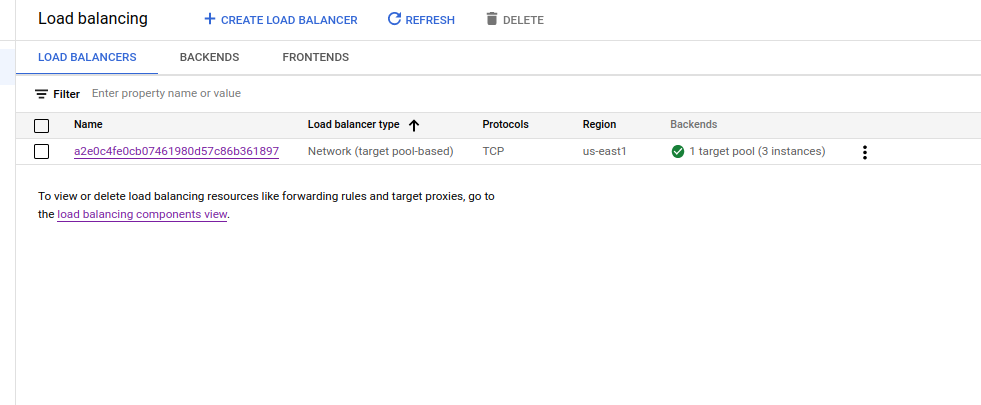 Load balancing
CREATE LOAD BALANCER
REFRESH
DELETE
LOAD BALANCERS
BACKENDS
FRONTENDS
Filter
Enter property name or value
Name
Load balancer type
Protocols
Region
Backends
a2e0c4fe0cb07461980d57c86b361897
Network (target pool-based)
TCP
us-east1
1 target pool (3 instances)
To view or delete load balancing resources like forwarding rules and target proxies, go to
the load balancing components view.